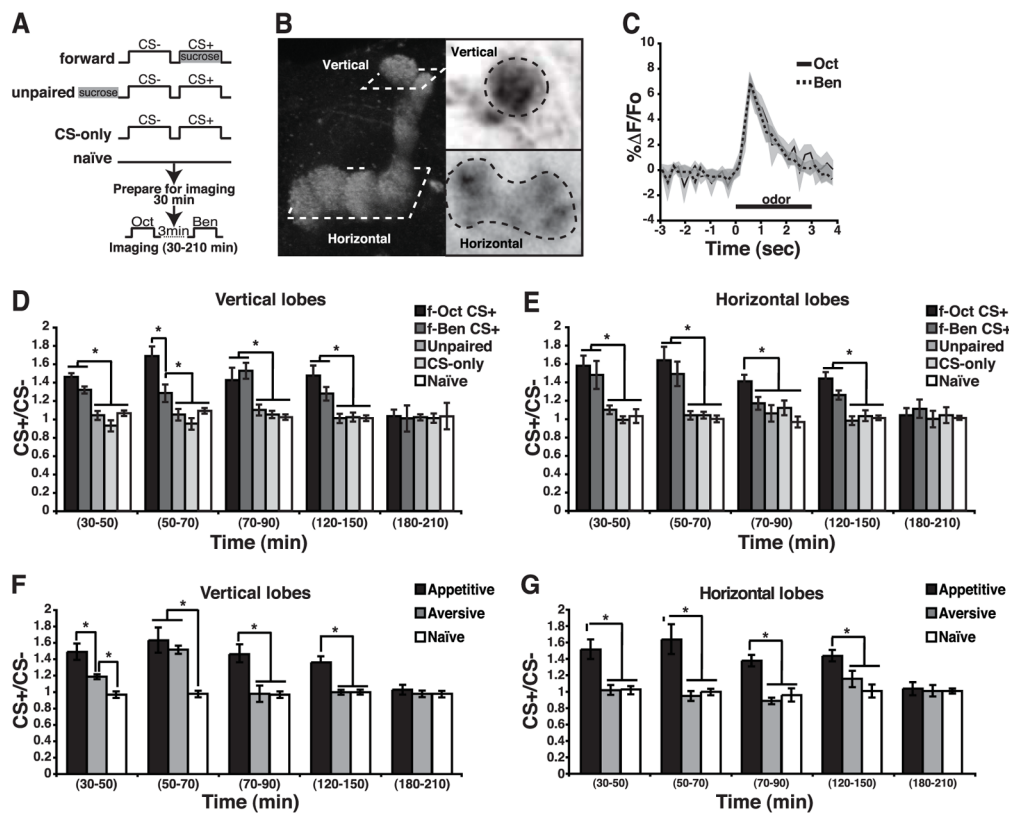 A
CS- CS+
forward sucrose
CS- CS+
unpaired sucrose
CS- CS+
CS-only
naïve
Prepare for imaging
30 min
Oct 3min Ben
Imaging (30-210 min)
B
Vertical
Horizontal
Vertical
Horizontal
C
%ΔF/Fo
10
8
6
4
2
0
-2
-4
Oct
Ben
odor
-3 -2 -1 0 1 2 3 4
Time (sec)
D
Vertical lobes
CS+/CS-
2
1.8
1.6
1.4
1.2
1
0.8
0.6
0.4
0.2
0
* * * * *
f-Oct CS+
f-Ben CS+
Unpaired
CS-only
Naïve
(30-50) (50-70) (70-90) (120-150) (180-210)
Time (min)
E
Horizontal lobes
CS+/CS-
2
1.8
1.6
1.4
1.2
1
0.8
0.6
0.4
0.2
0
* * * *
f-Oct CS+
f-Ben CS+
Unpaired
CS-only
Naïve
(30-50) (50-70) (70-90) (120-150) (180-210)
Time (min)
F
Vertical lobes
CS+/CS-
2
1.8
1.6
1.4
1.2
1
0.8
0.6
0.4
0.2
0
* * * * *
Appetitive
Aversive
Naïve
(30-50) (50-70) (70-90) (120-150) (180-210)
Time (min)
G
Horizontal lobes
CS+/CS-
2
1.8
1.6
1.4
1.2
1
0.8
0.6
0.4
0.2
0
* * * *
Appetitive
Aversive
Naïve
(30-50) (50-70) (70-90) (120-150) (180-210)
Time (min)